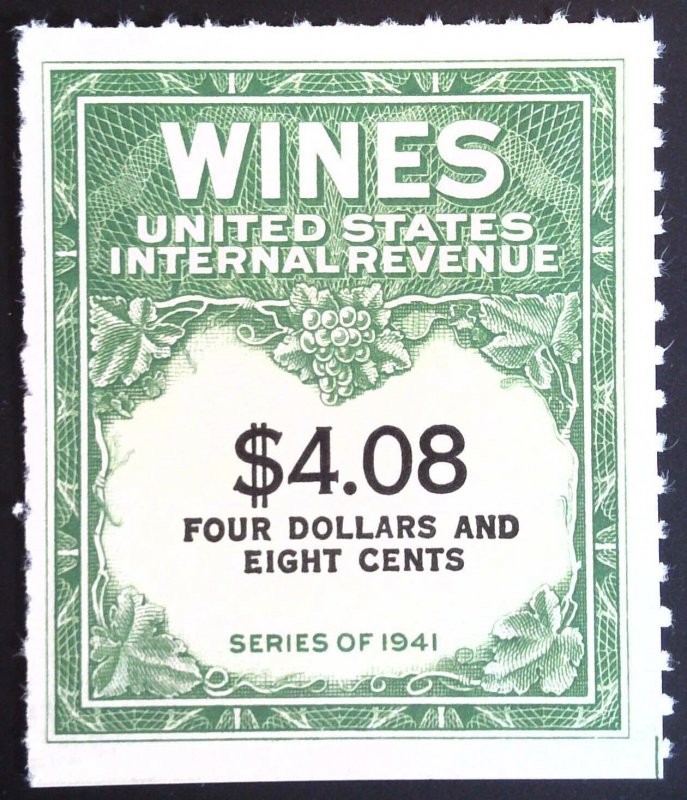 WINES
UNITED STATES
INTERNAL REVENUE
$4.08
FOUR DOLLARS AND
EIGHT CENTS
SERIES OF 1941